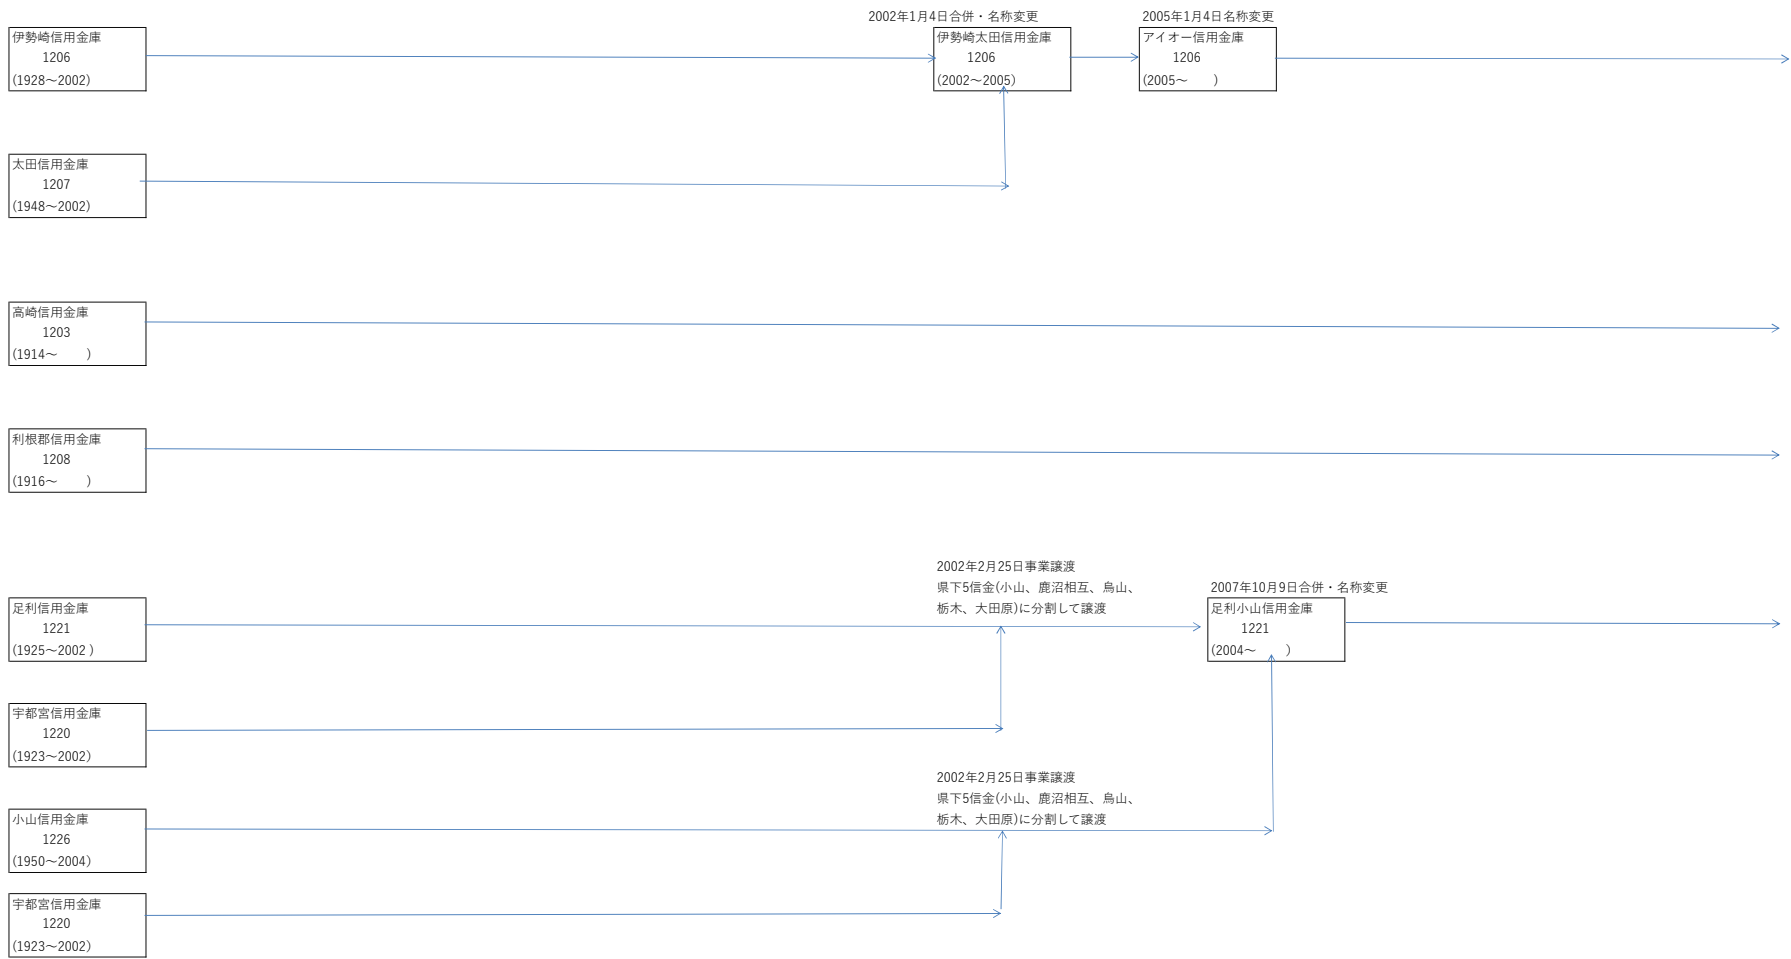 2002年1月4日合併・名称変更
2005年1月4日名称変更
伊勢崎信用金庫
1206
(1928～2002)
伊勢崎太田信用金庫
1206
(2002～2005)
アイオー信用金庫
1206
(2005～　　)
太田信用金庫
1207
(1948～2002)
高崎信用金庫
1203
(1914～　　)
利根郡信用金庫
1208
(1916～　　)
2002年2月25日事業譲渡
県下5信金(小山、鹿沼相互、烏山、
栃木、大田原)に分割して譲渡
2007年10月9日合併・名称変更
足利信用金庫
1221
(1925～2002 )
足利小山信用金庫
1221
(2004～　　)
宇都宮信用金庫
1220
(1923～2002)
2002年2月25日事業譲渡
県下5信金(小山、鹿沼相互、烏山、
栃木、大田原)に分割して譲渡
小山信用金庫
1226
(1950～2004)
宇都宮信用金庫
1220
(1923～2002)